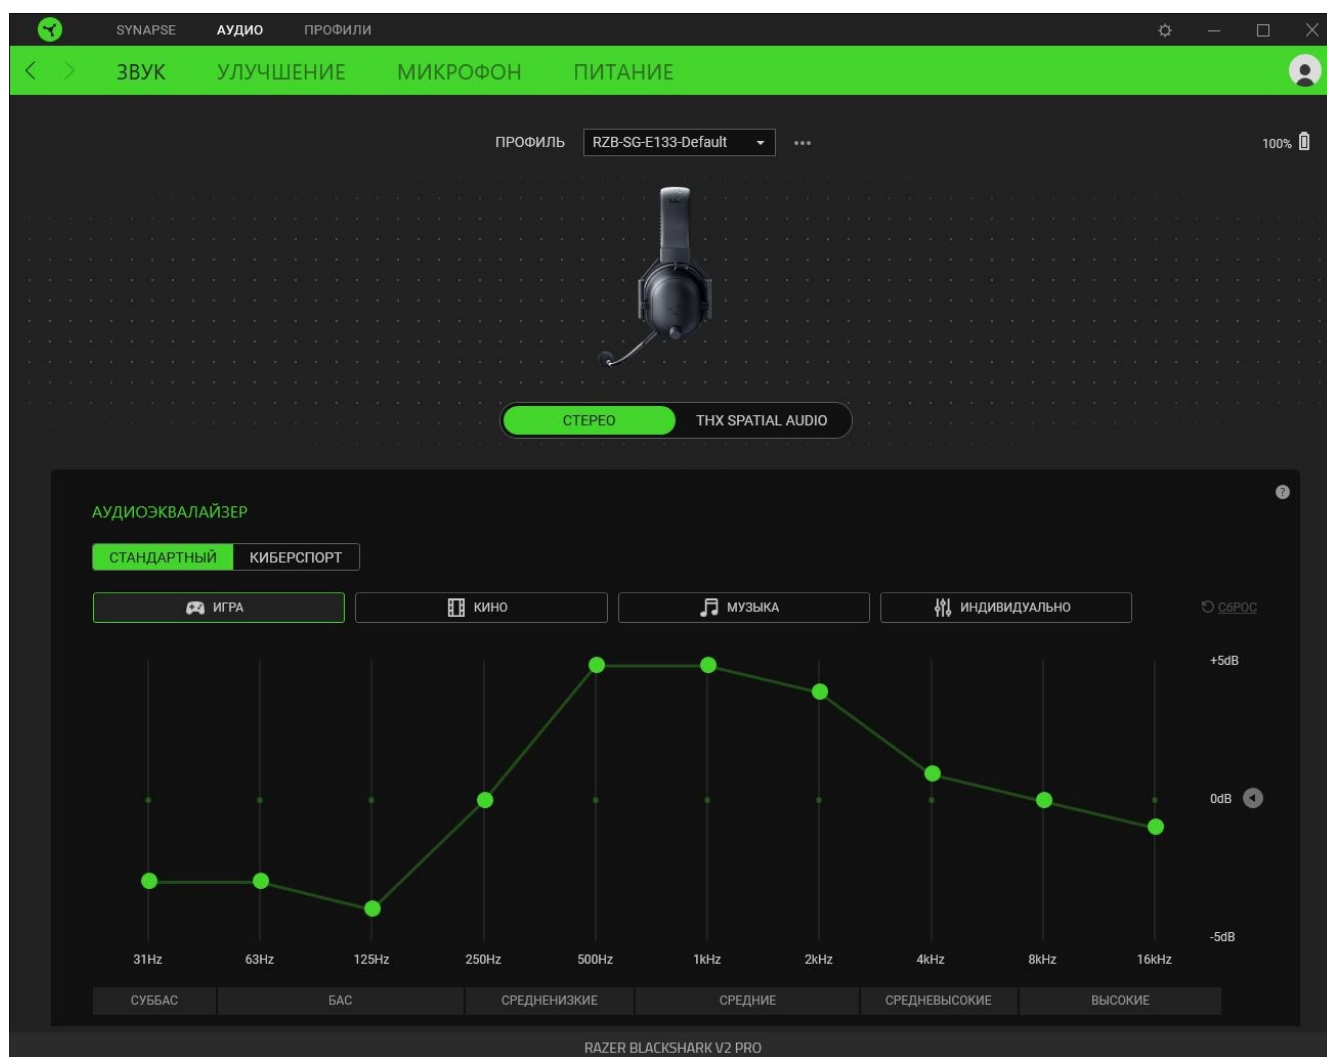 SYNAPSE АУДИО ПРОФИЛИ
ЗВУК УЛУЧШЕНИЕ МИКРОФОН ПИТАНИЕ
ПРОФИЛЬ RZB-SG-E133-Default
100%
СТЕРЕО THX SPATIAL AUDIO
АУДИОЭКВАЛАЙЗЕР
СТАНДАРТНЫЙ КИБЕРСПОРТ
ИГРА КИНО МУЗЫКА ИНДИВИДУАЛЬНО СбРОС
+5dB
0dB
-5dB
31Hz 63Hz 125Hz 250Hz 500Hz 1kHz 2kHz 4kHz 8kHz 16kHz
СУББАС БАС СРЕДНЕНИЗКИЕ СРЕДНИЕ СРЕДНЕВЫСОКИЕ ВЫСОКИЕ
RAZER BLACKSHARK V2 PRO